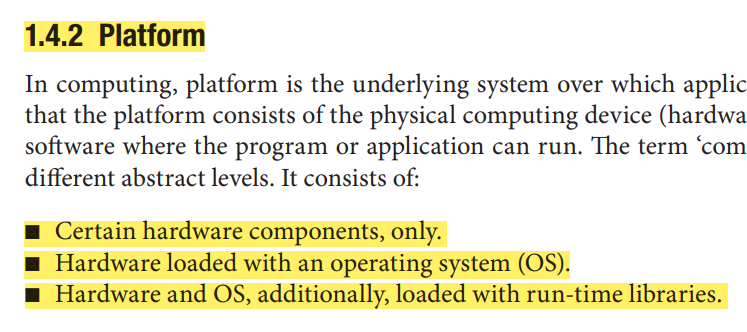 1.4.2 Platform
In computing, platform is the underlying system over which applic
that the platform consists of the physical computing device (hardwa
software where the program or application can run. The term ‘com
different abstract levels. It consists of:
■ Certain hardware components, only.
■ Hardware loaded with an operating system (OS).
■ Hardware and OS, additionally, loaded with run-time libraries.